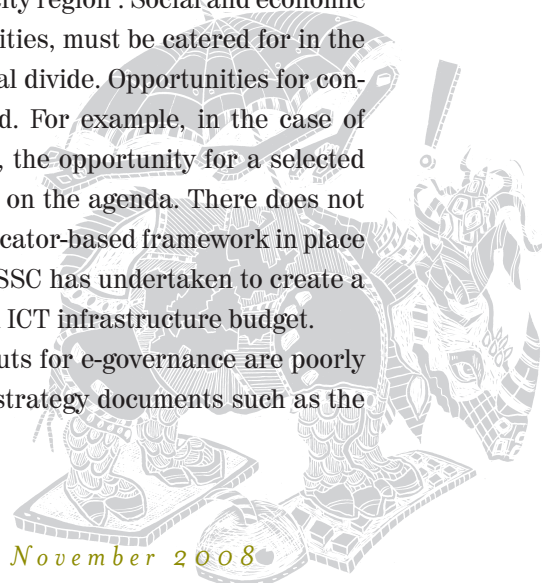 city region'. Social and economic
ities, must be catered for in the
al divide. Opportunities for con-
d. For example, in the case of
, the opportunity for a selected
on the agenda. There does not
cator-based framework in place
SSC has undertaken to create a
ICT infrastructure budget.
uts for e-governance are poorly
strategy documents such as the
November 2008